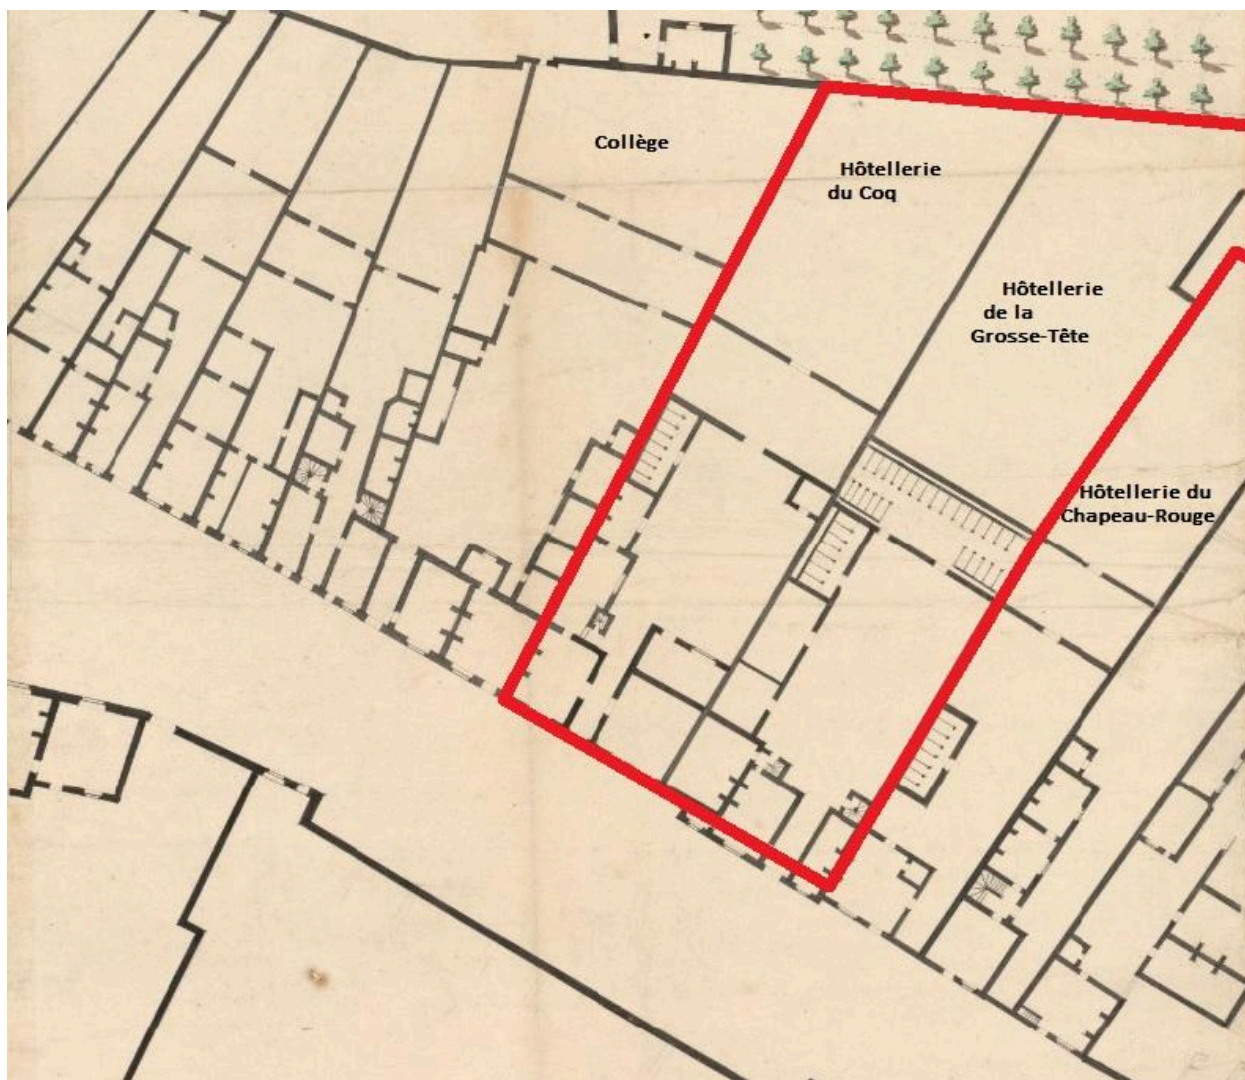 Collège
Hôtellerie
du Coq
Hôtellerie
de la
Grosse-Tête
Hôtellerie du
Chapeau-Rouge